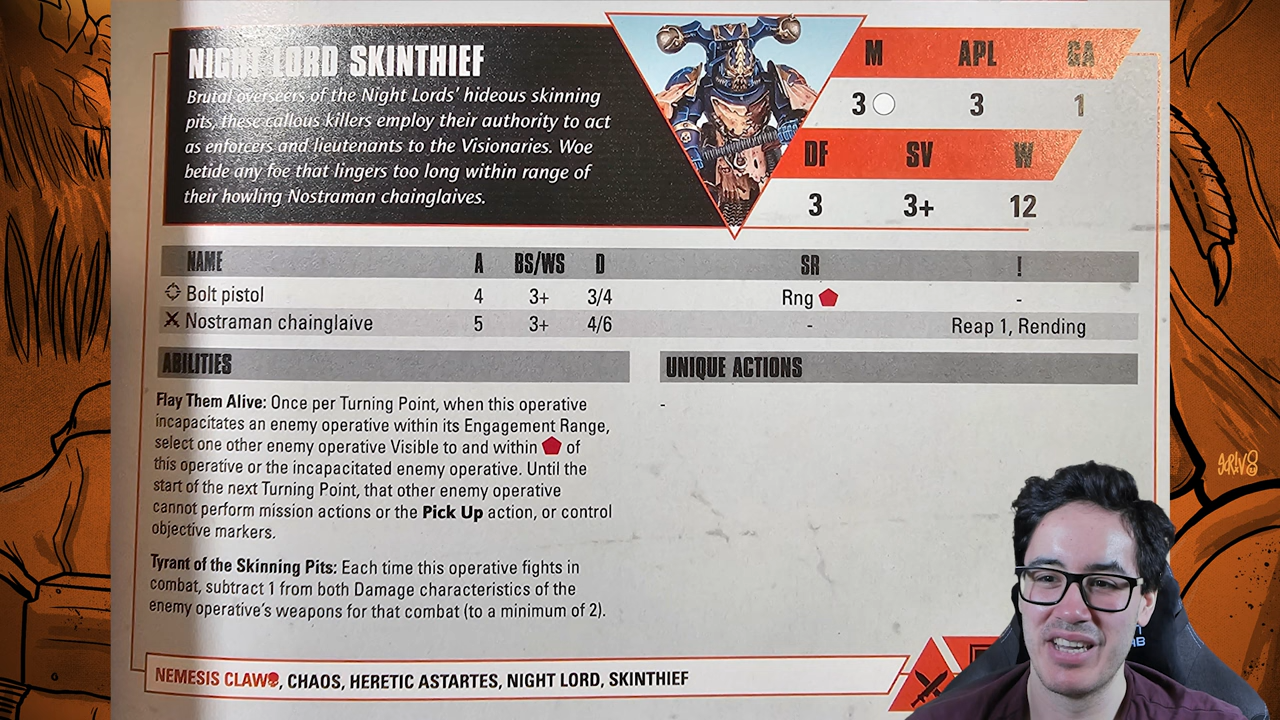 NIGHT LORD SKINTHIEF
Brutal overseers of the Night Lords' hideous skinning
pits, these callous killers employ their authority to act
as enforcers and lieutenants to the Visionaries. Woe
betide any foe that lingers too long within range of
their howling Nostraman chainglaives.
M APL GA
3 3 1
DF SV W
3 3+ 12
NAME A BS/WS D SR !
Bolt pistol 4 3+ 3/4 Rng -
Nostraman chainglaive 5 3+ 4/6 - Reap 1, Rending
ABILITIES
Flay Them Alive: Once per Turning Point, when this operative
incapacitates an enemy operative within its Engagement Range,
select one other enemy operative Visible to and within of
this operative or the incapacitated enemy operative. Until the
start of the next Turning Point, that other enemy operative
cannot perform mission actions or the Pick Up action, or control
objective markers.
Tyrant of the Skinning Pits: Each time this operative fights in
combat, subtract 1 from both Damage characteristics of the
enemy operative's weapons for that combat (to a minimum of 2).
UNIQUE ACTIONS
-
NEMESIS CLAW, CHAOS, HERETIC ASTARTES, NIGHT LORD, SKINTHIEF